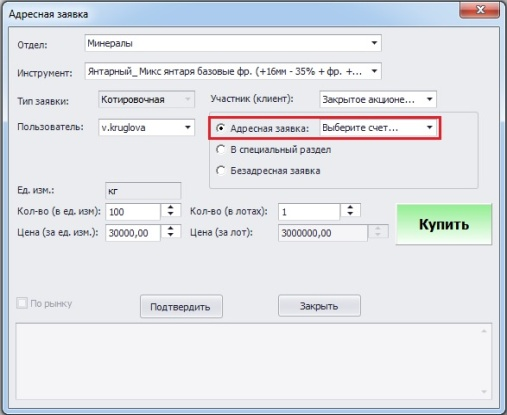 Адресная заявка
Отдел: Минералы
Инструмент: Янтарный_Микс янтаря базовые фр. (+16мм - 35% + фр. +...
Тип заявки: Котировочная Участник (клиент): Закрытое акционе...
Пользователь: v.kruglova Адресная заявка: Выберите счет...
В специальный раздел
Безадресная заявка
Ед. изм.: кг
Кол-во (в ед. изм): 100 Кол-во (в лотах): 1
Цена (за ед. изм.): 30000,00 Цена (за лот): 3000000,00
Купить
По рынку Подтвердить Закрыть